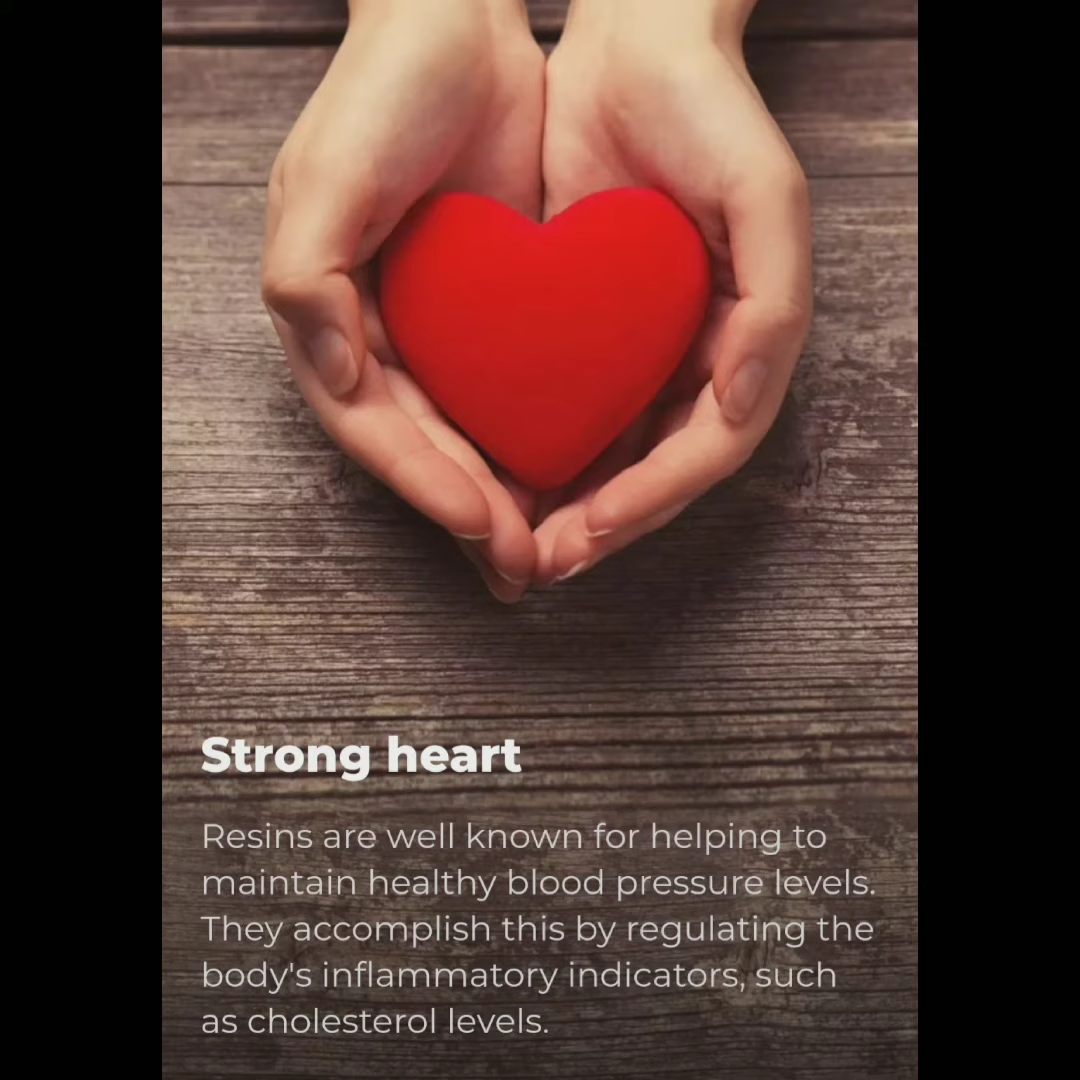 Strong heart
Resins are well known for helping to
maintain healthy blood pressure levels.
They accomplish this by regulating the
body's inflammatory indicators, such
as cholesterol levels.